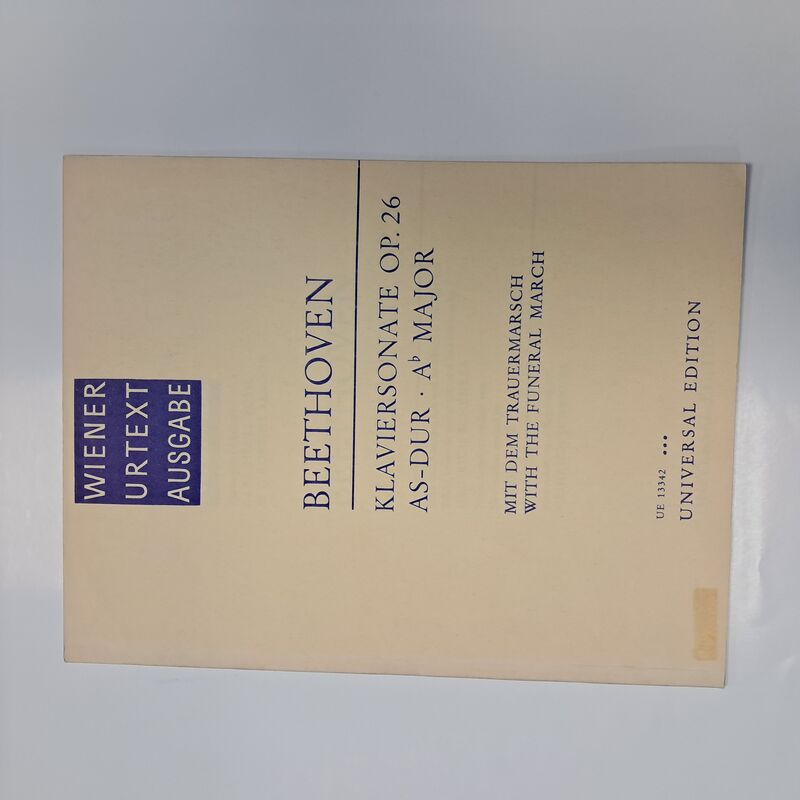 WIENER
URTEXT
AUSGABE
BEETHOVEN
KLAVIERSONATE OP. 26
AS-DUR · A♭ MAJOR
MIT DEM TRAUERMARSCH
WITH THE FUNERAL MARCH
UE 13342 •••
UNIVERSAL EDITION